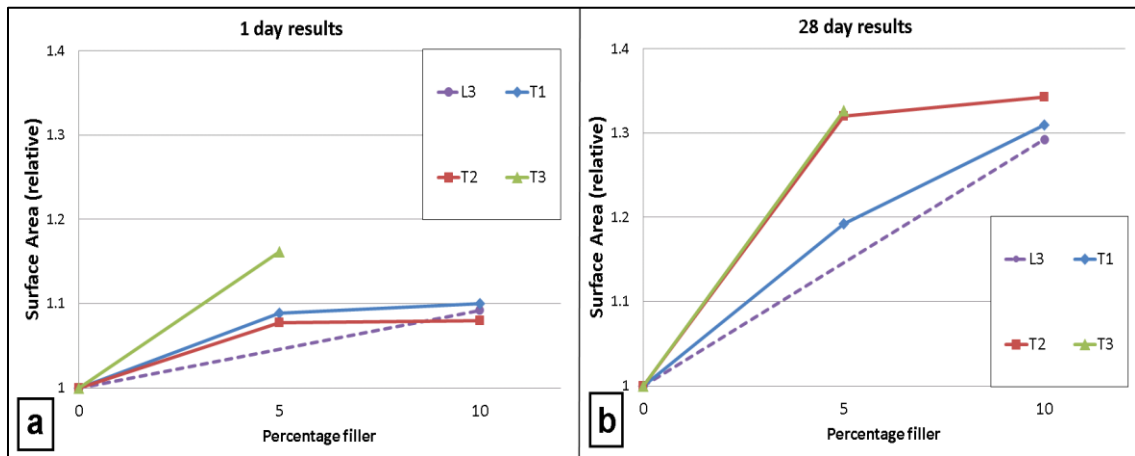 1 day results
1.4
1.3
1.2
1.1
1
Surface Area (relative)
L3
T1
T2
T3
0
5
10
Percentage filler
a
28 day results
1.4
1.3
1.2
1.1
1
Surface Area (relative)
L3
T1
T2
T3
0
5
10
Percentage filler
b